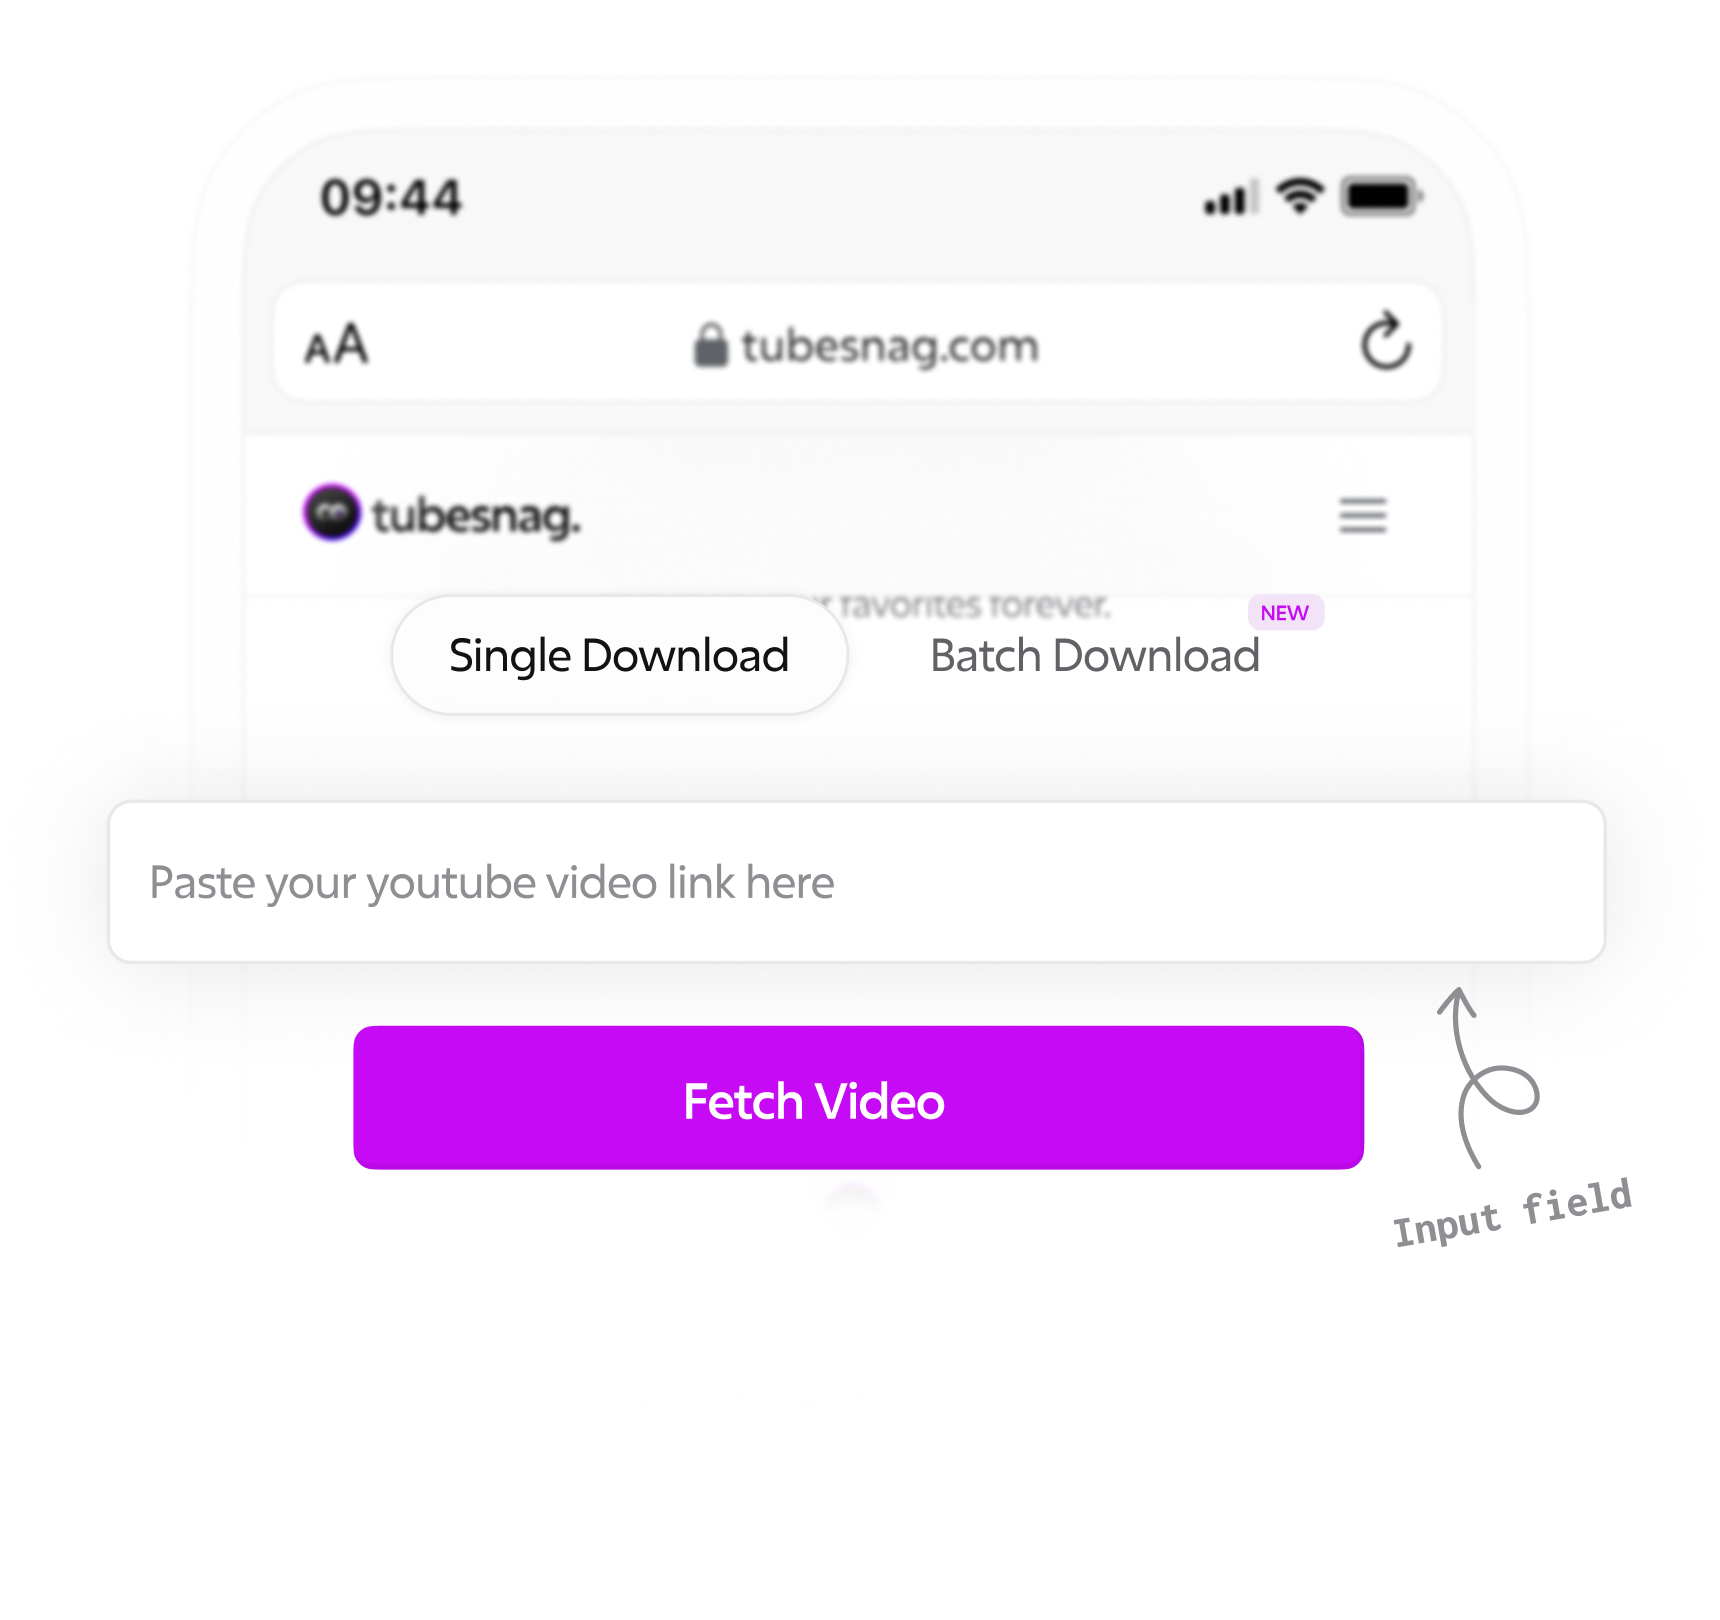 09:44
AA
tubesnag.com
tubesnag.
favorites forever.
NEW
Single Download
Batch Download
Paste your youtube video link here
Fetch Video
Input field